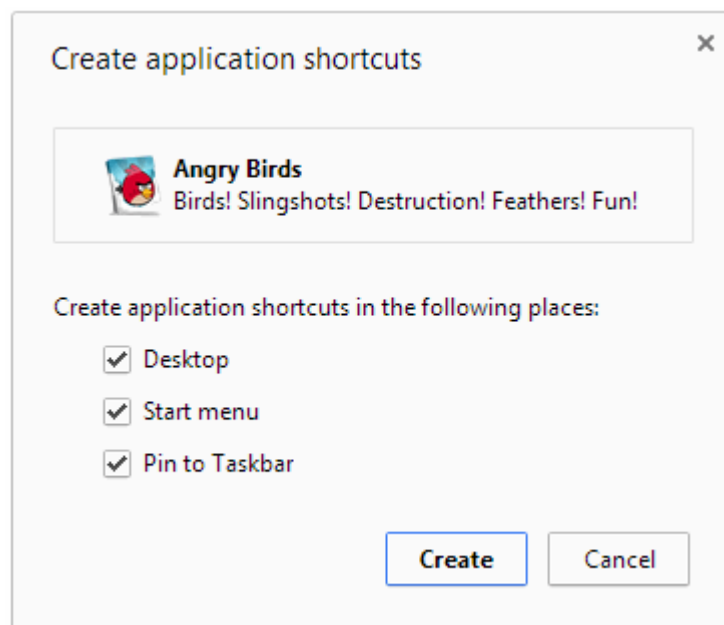 Create application shortcuts
Angry Birds
Birds! Slingshots! Destruction! Feathers! Fun!
Create application shortcuts in the following places:
Desktop
Start menu
Pin to Taskbar
Create Cancel